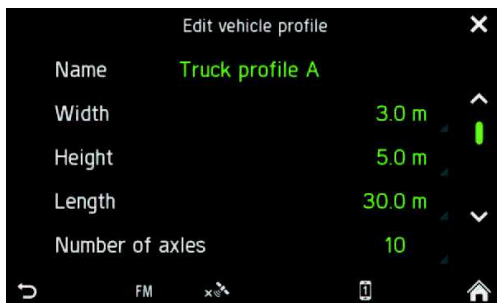 Edit vehicle profile
Name Truck profile A
Width 3.0 m
Height 5.0 m
Length 30.0 m
Number of axles 10
FM 1